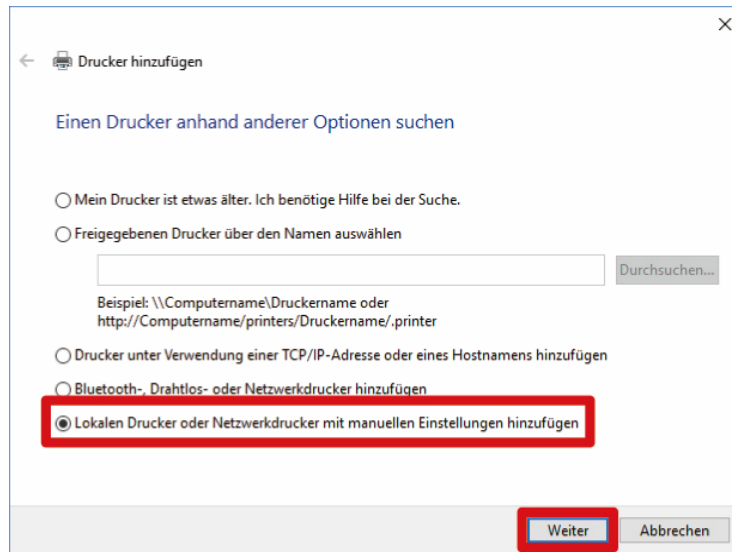 Drucker hinzufügen
Einen Drucker anhand anderer Optionen suchen
Mein Drucker ist etwas älter. Ich benötige Hilfe bei der Suche.
Freigegebenen Drucker über den Namen auswählen
Durchsuchen...
Beispiel: \\Computername\Druckername oder
http://Computername/printers/Druckername/.printer
Drucker unter Verwendung einer TCP/IP-Adresse oder eines Hostnamens hinzufügen
Bluetooth-, Drahtlos- oder Netzwerkdrucker hinzufügen
Lokalen Drucker oder Netzwerkdrucker mit manuellen Einstellungen hinzufügen
Weiter Abbrechen